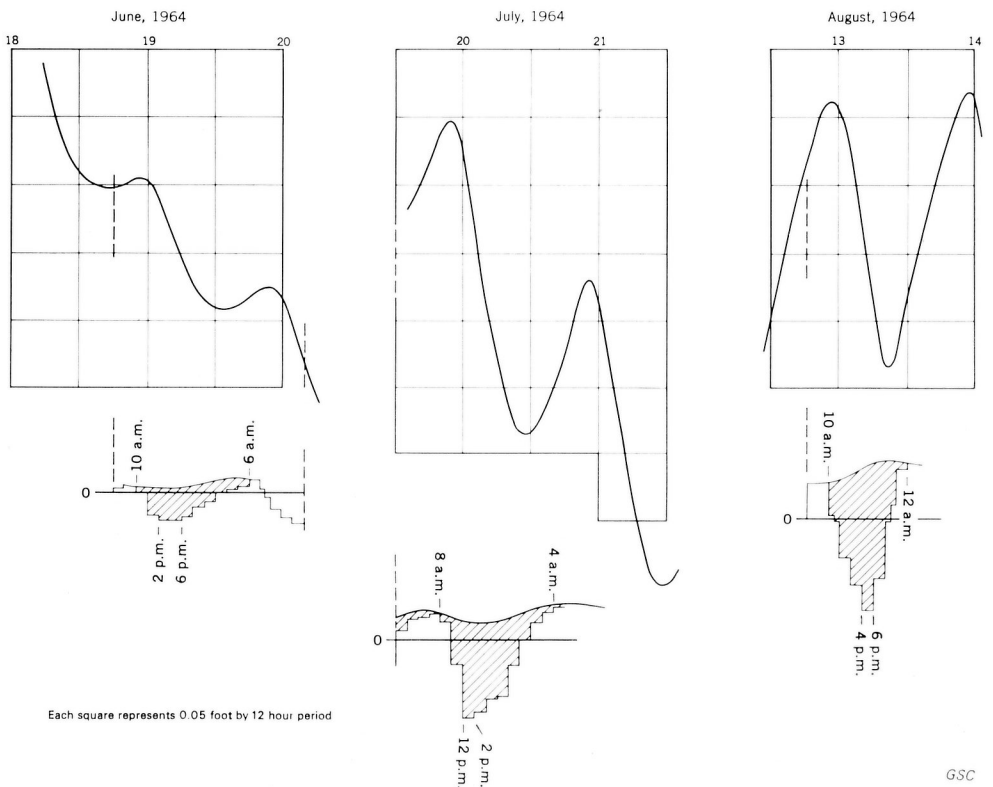 June, 1964
July, 1964
August, 1964
18
19
20
20
21
13
14
10 a.m.
6 a.m.
0
2 p.m.
6 p.m.
8 a.m.
4 a.m.
0
12 p.m.
2 p.m.
10 a.m.
12 a.m.
0
4 p.m.
6 p.m.
Each square represents 0.05 foot by 12 hour period
GSC